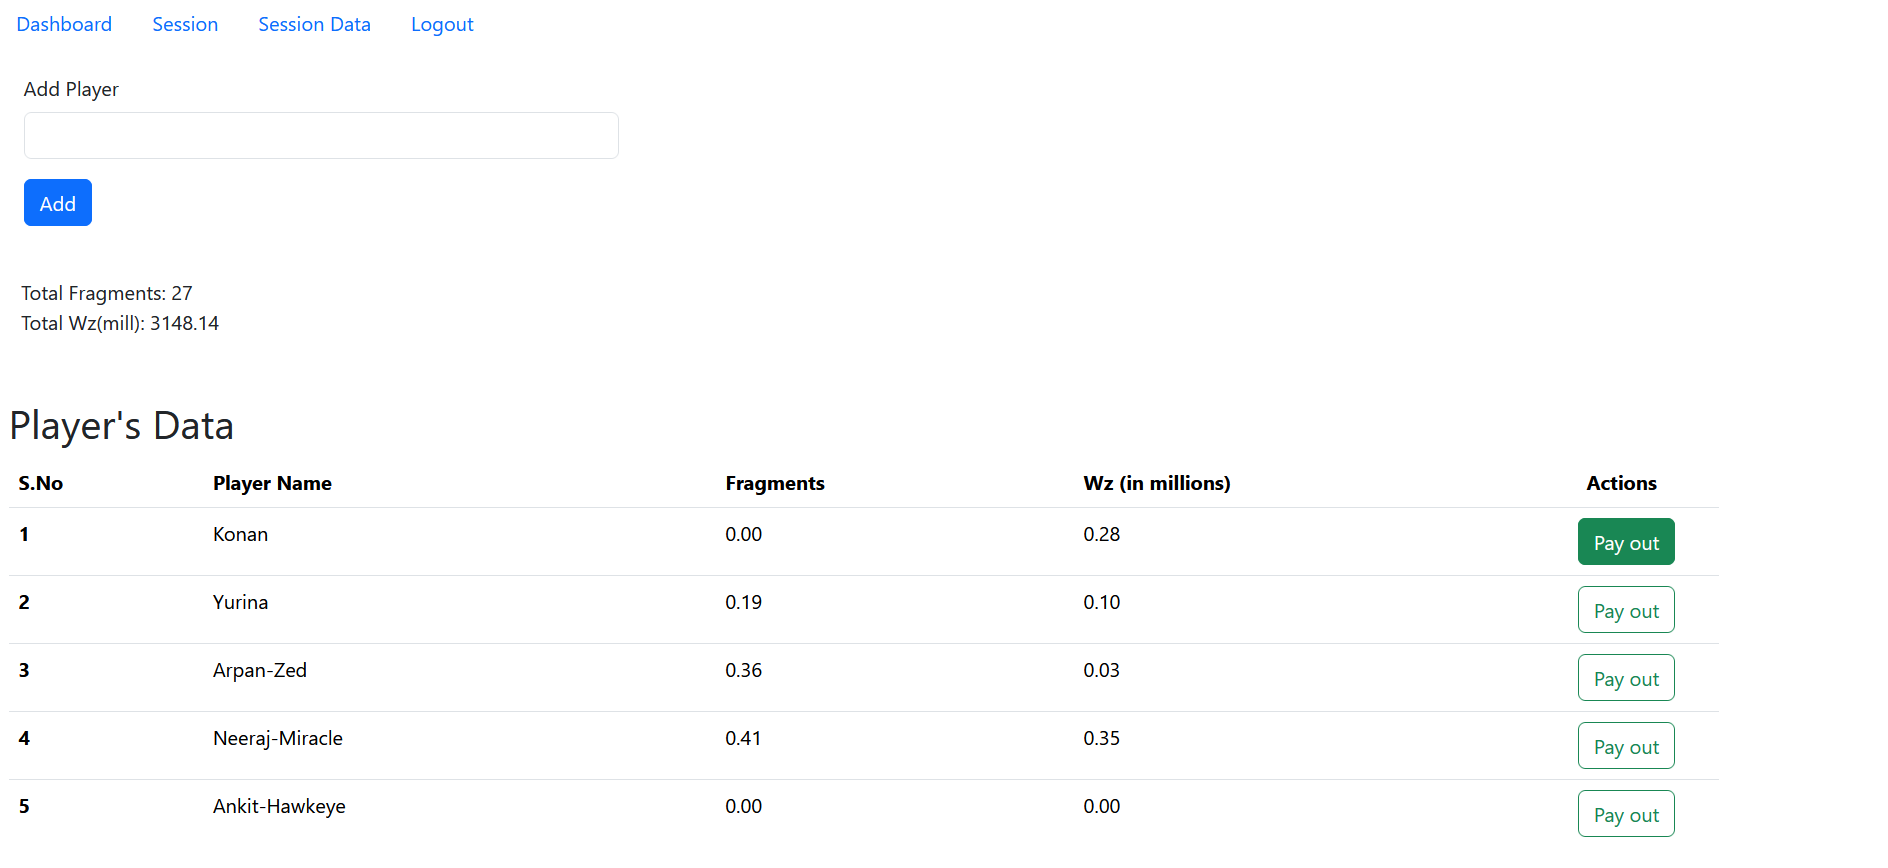 Dashboard Session Session Data Logout
Add Player
Add
Total Fragments: 27
Total Wz(mill): 3148.14
Player's Data
S.No Player Name Fragments Wz (in millions) Actions
1 Konan 0.00 0.28 Pay out
2 Yurina 0.19 0.10 Pay out
3 Arpan-Zed 0.36 0.03 Pay out
4 Neeraj-Miracle 0.41 0.35 Pay out
5 Ankit-Hawkeye 0.00 0.00 Pay out